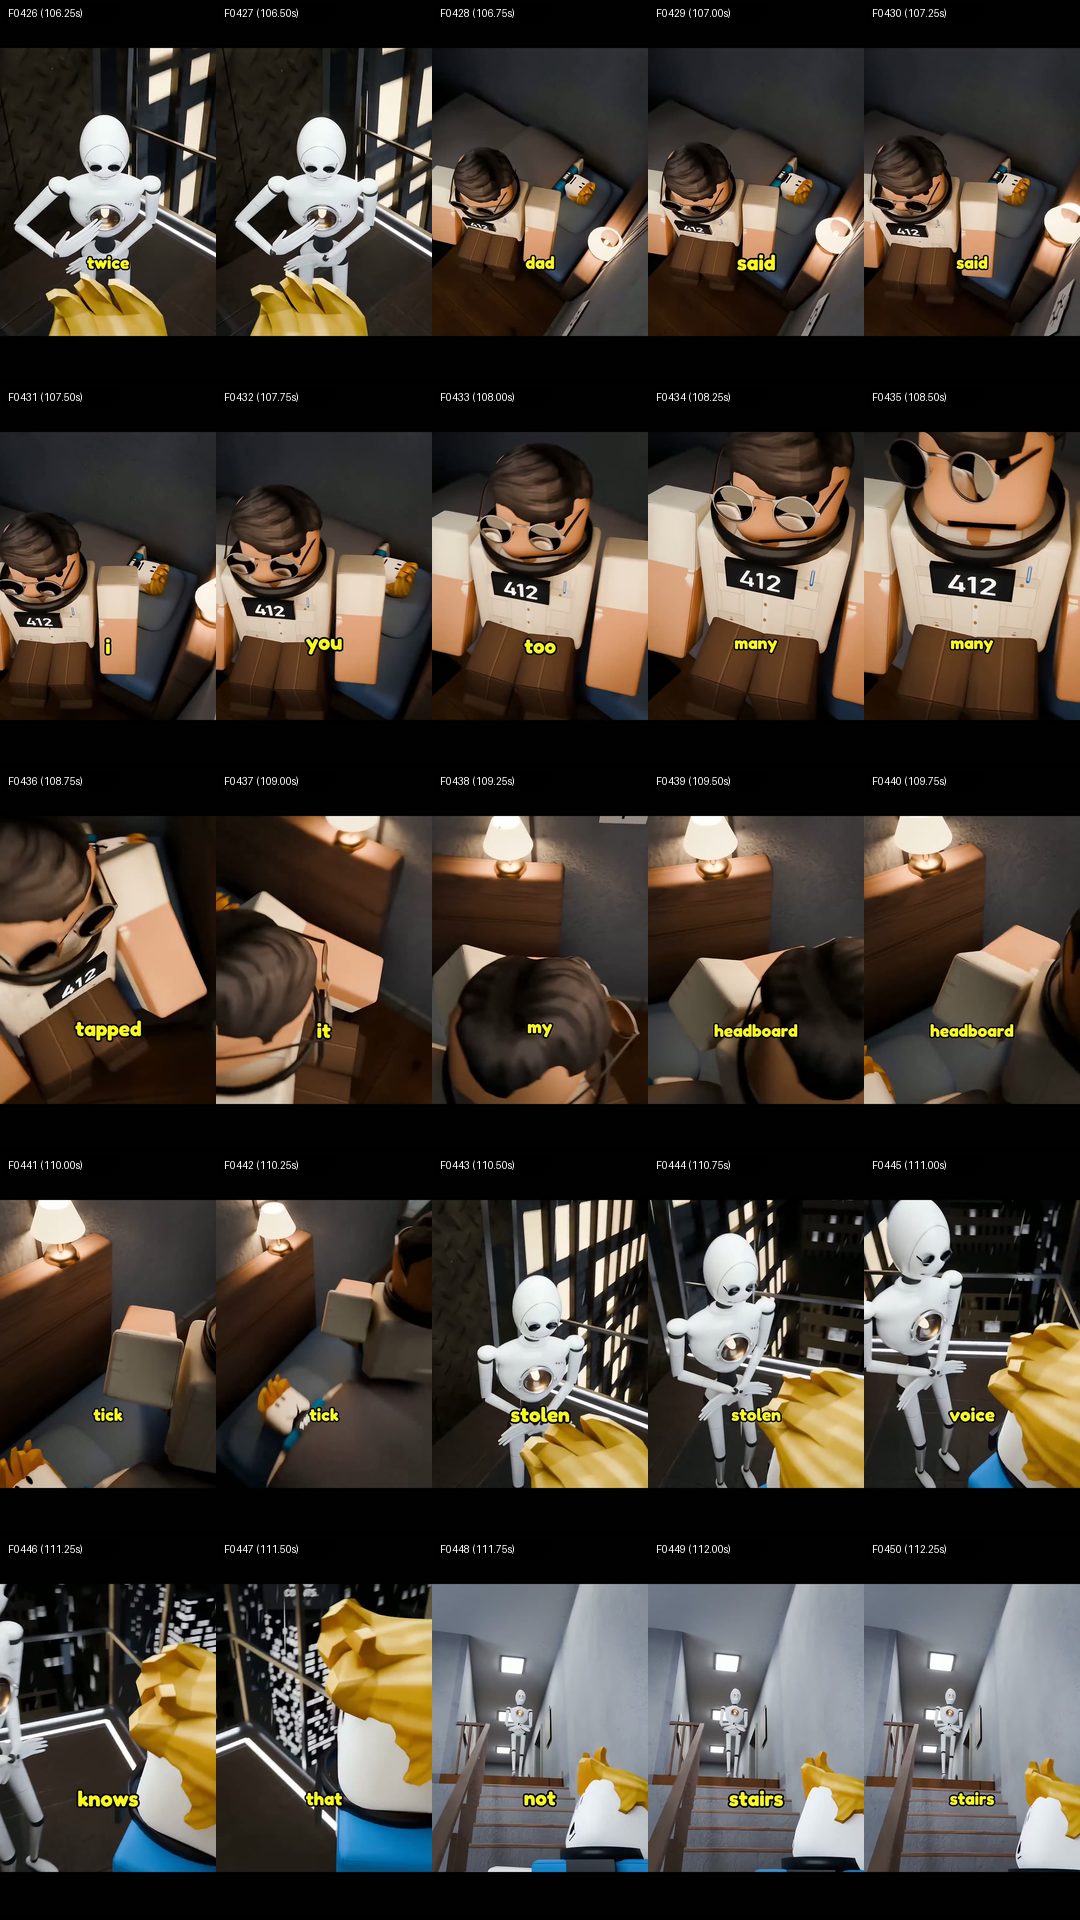 F0426 (106.25s) F0427 (106.50s) F0428 (106.75s) F0429 (107.00s) F0430 (107.25s)
412 412 412
twice dad said said
F0431 (107.50s) F0432 (107.75s) F0433 (108.00s) F0434 (108.25s) F0435 (108.50s)
412 412 412 412 412
i you too many many
F0436 (108.75s) F0437 (109.00s) F0438 (109.25s) F0439 (109.50s) F0440 (109.75s)
412
tapped it my headboard headboard
F0441 (110.00s) F0442 (110.25s) F0443 (110.50s) F0444 (110.75s) F0445 (111.00s)
tick tick stolen stolen voice
F0446 (111.25s) F0447 (111.50s) F0448 (111.75s) F0449 (112.00s) F0450 (112.25s)
knows that not stairs stairs